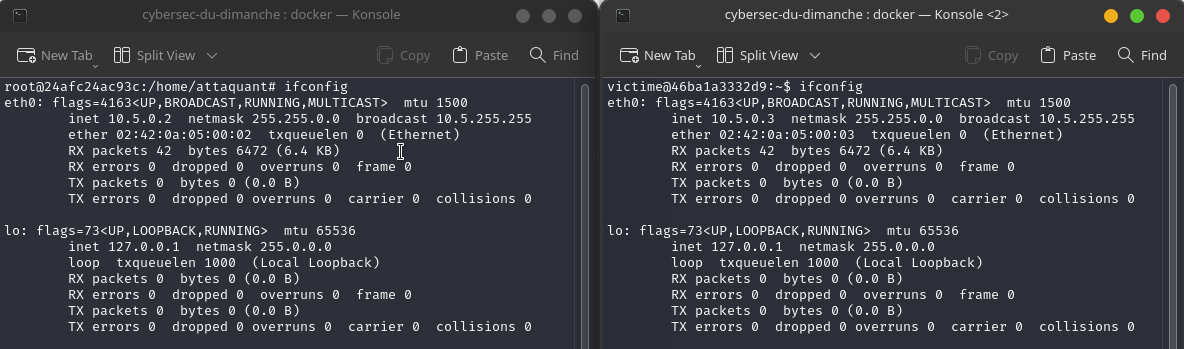 cybersec-du-dimanche : docker — Konsole
New Tab Split View Copy Paste Find
root@24afc24ac93c:/home/attaquant# ifconfig
eth0: flags=4163<UP,BROADCAST,RUNNING,MULTICAST>  mtu 1500
        inet 10.5.0.2  netmask 255.255.0.0  broadcast 10.5.255.255
        ether 02:42:0a:05:00:02  txqueuelen 0  (Ethernet)
        RX packets 42  bytes 6472 (6.4 KB)
        RX errors 0  dropped 0  overruns 0  frame 0
        TX packets 0  bytes 0 (0.0 B)
        TX errors 0  dropped 0 overruns 0  carrier 0  collisions 0

lo: flags=73<UP,LOOPBACK,RUNNING>  mtu 65536
        inet 127.0.0.1  netmask 255.0.0.0
        loop  txqueuelen 1000  (Local Loopback)
        RX packets 0  bytes 0 (0.0 B)
        RX errors 0  dropped 0  overruns 0  frame 0
        TX packets 0  bytes 0 (0.0 B)
        TX errors 0  dropped 0 overruns 0  carrier 0  collisions 0
cybersec-du-dimanche : docker — Konsole <2>
New Tab Split View Copy Paste Find
victime@46ba1a3332d9:~$ ifconfig
eth0: flags=4163<UP,BROADCAST,RUNNING,MULTICAST>  mtu 1500
        inet 10.5.0.3  netmask 255.255.0.0  broadcast 10.5.255.255
        ether 02:42:0a:05:00:03  txqueuelen 0  (Ethernet)
        RX packets 42  bytes 6472 (6.4 KB)
        RX errors 0  dropped 0  overruns 0  frame 0
        TX packets 0  bytes 0 (0.0 B)
        TX errors 0  dropped 0 overruns 0  carrier 0  collisions 0

lo: flags=73<UP,LOOPBACK,RUNNING>  mtu 65536
        inet 127.0.0.1  netmask 255.0.0.0
        loop  txqueuelen 1000  (Local Loopback)
        RX packets 0  bytes 0 (0.0 B)
        RX errors 0  dropped 0  overruns 0  frame 0
        TX packets 0  bytes 0 (0.0 B)
        TX errors 0  dropped 0 overruns 0  carrier 0  collisions 0